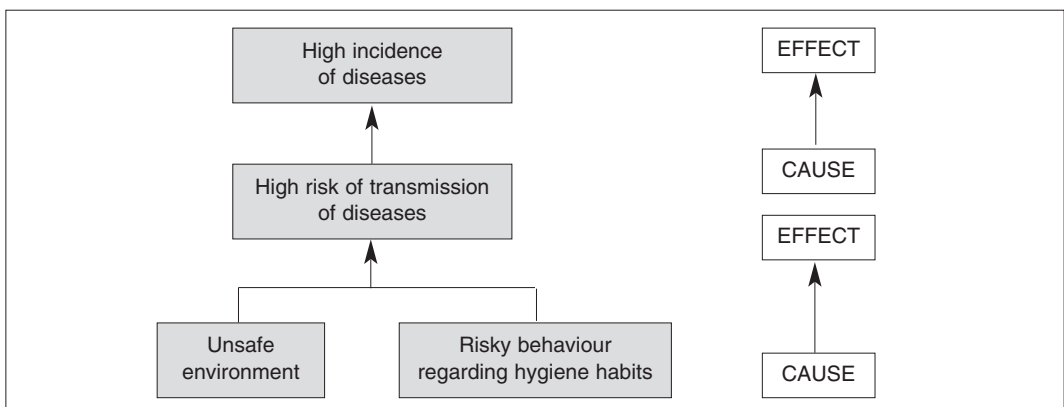 High incidence
of diseases
EFFECT
High risk of transmission
of diseases
CAUSE
EFFECT
Unsafe
environment
Risky behaviour
regarding hygiene habits
CAUSE